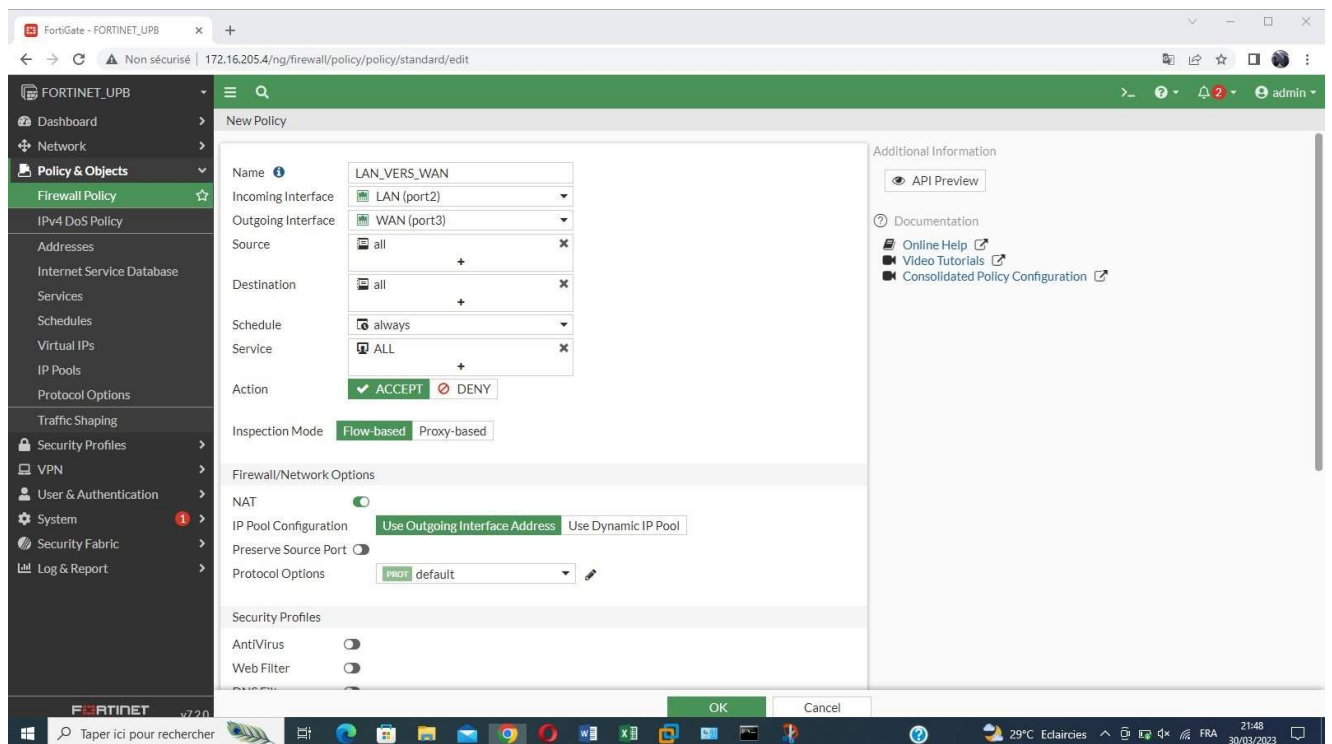 FortiGate - FORTINET_UPB
Non sécurisé | 172.16.205.4/ng/firewall/policy/policy/standard/edit
FORTINET_UPB
>_
2
admin
Dashboard
Network
Policy & Objects
Firewall Policy
IPv4 DoS Policy
Addresses
Internet Service Database
Services
Schedules
Virtual IPs
IP Pools
Protocol Options
Traffic Shaping
Security Profiles
VPN
User & Authentication
System 1
Security Fabric
Log & Report
FORTINET v7.2.0
New Policy
Name LAN_VERS_WAN
Incoming Interface LAN (port2)
Outgoing Interface WAN (port3)
Source all
+
Destination all
+
Schedule always
Service ALL
+
Action ACCEPT DENY
Inspection Mode Flow-based Proxy-based
Firewall/Network Options
NAT
IP Pool Configuration Use Outgoing Interface Address Use Dynamic IP Pool
Preserve Source Port
Protocol Options PROT default
Security Profiles
AntiVirus
Web Filter
OK Cancel
Additional Information
API Preview
Documentation
Online Help
Video Tutorials
Consolidated Policy Configuration
Taper ici pour rechercher
29°C Eclaircies
FRA
21:48
30/03/2023